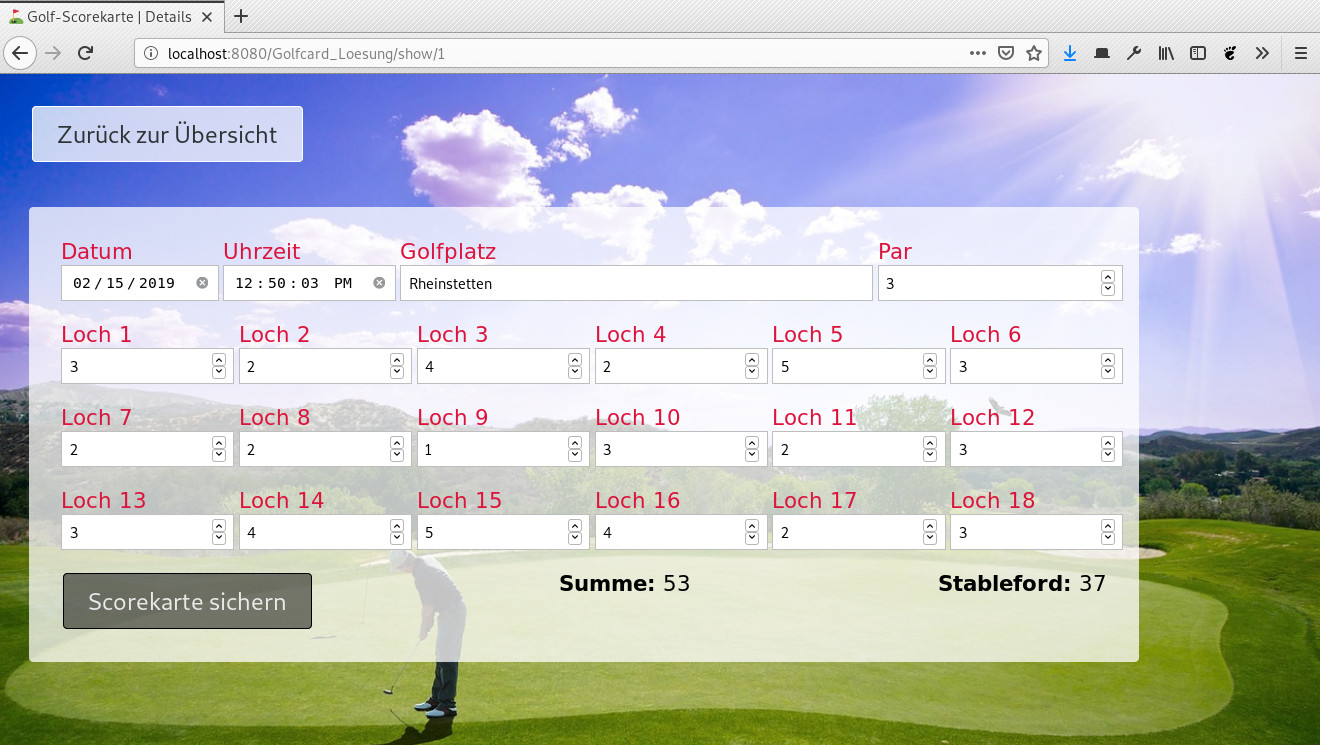 Golf-Scorekarte | Details
localhost:8080/Golfcard_Loesung/show/1
Zurück zur Übersicht
Datum Uhrzeit Golfplatz Par
02/15/2019 12:50:03 PM Rheinstetten 3
Loch 1 Loch 2 Loch 3 Loch 4 Loch 5 Loch 6
3 2 4 2 5 3
Loch 7 Loch 8 Loch 9 Loch 10 Loch 11 Loch 12
2 2 1 3 2 3
Loch 13 Loch 14 Loch 15 Loch 16 Loch 17 Loch 18
3 4 5 4 2 3
Summe: 53 Stableford: 37
Scorekarte sichern